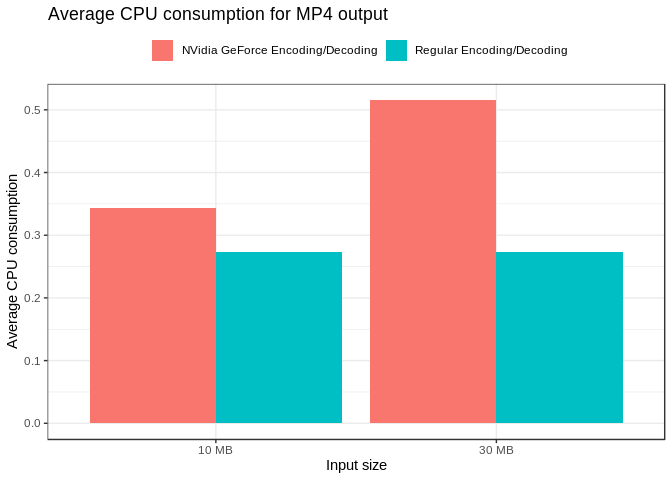 Average CPU consumption for MP4 output
NVidia GeForce Encoding/Decoding
Regular Encoding/Decoding
Average CPU consumption
0.5
0.4
0.3
0.2
0.1
0.0
10 MB
30 MB
Input size